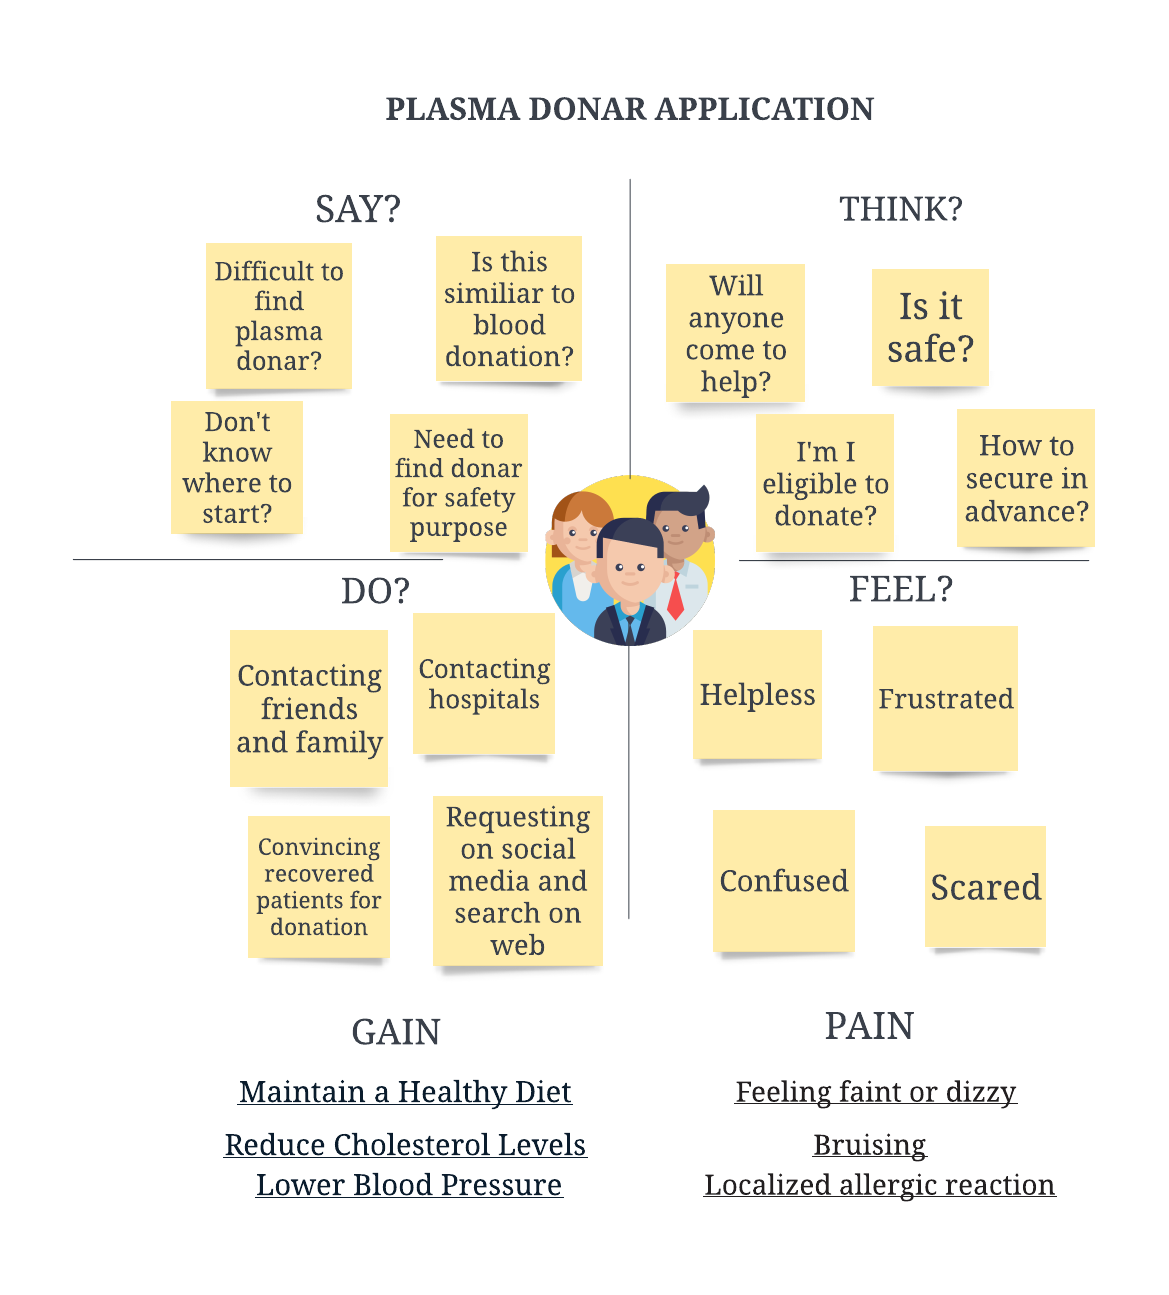 PLASMA DONAR APPLICATION
SAY?
Difficult to
find
plasma
donar?
Is this
similiar to
blood
donation?
Don't
know
where to
start?
Need to
find donar
for safety
purpose
THINK?
Will
anyone
come to
help?
Is it
safe?
I'm I
eligible to
donate?
How to
secure in
advance?
DO?
Contacting
friends
and family
Contacting
hospitals
Convincing
recovered
patients for
donation
Requesting
on social
media and
search on
web
FEEL?
Helpless
Frustrated
Confused
Scared
GAIN
Maintain a Healthy Diet
Reduce Cholesterol Levels
Lower Blood Pressure
PAIN
Feeling faint or dizzy
Bruising
Localized allergic reaction